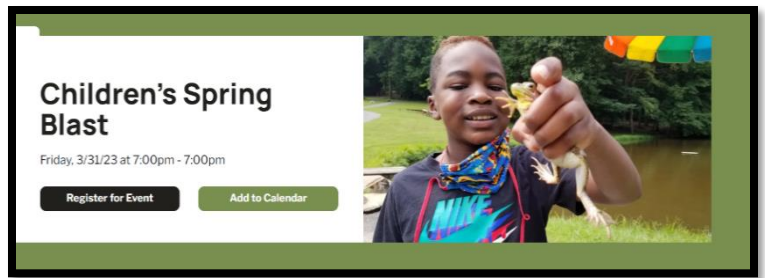 Children's Spring
Blast
Friday, 3/31/23 at 7:00pm - 7:00pm
Register for Event
Add to Calendar
NIKE